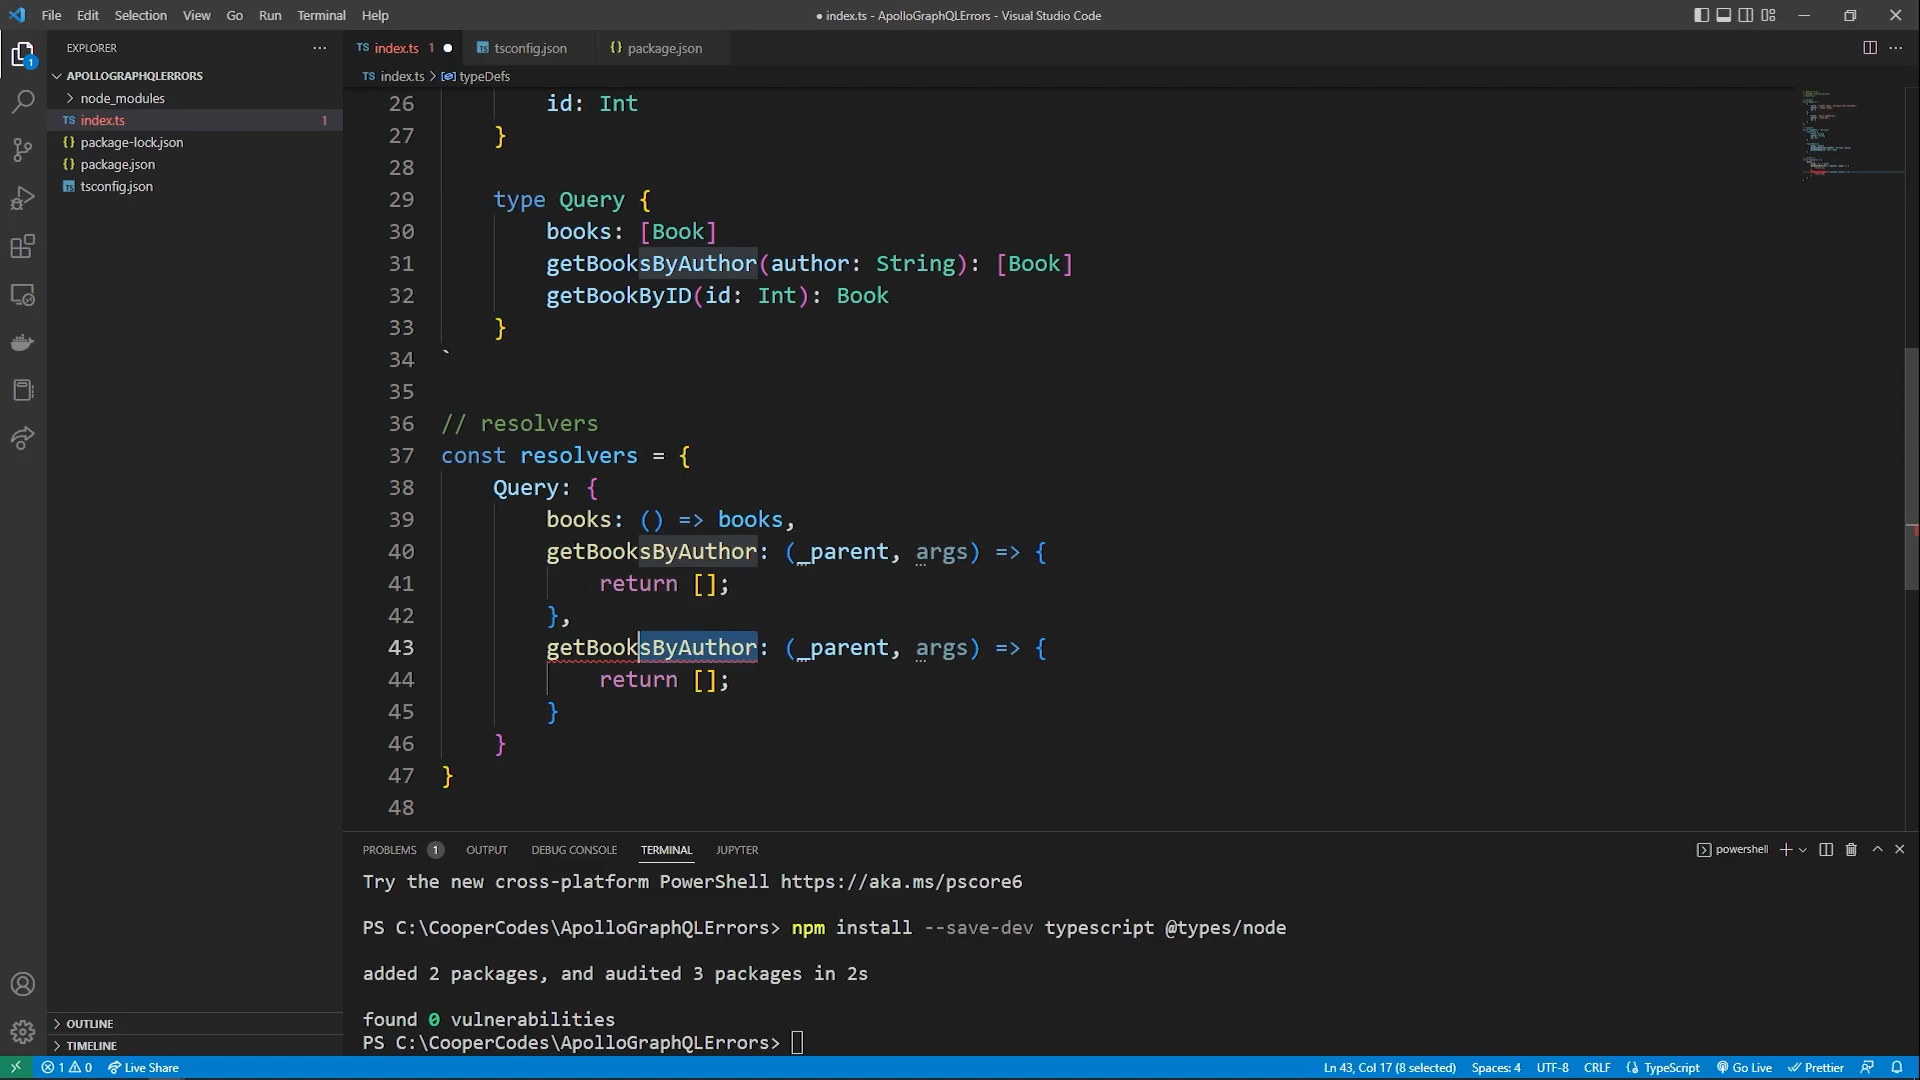 File Edit Selection View Go Run Terminal Help
● index.ts - ApolloGraphQLErrors - Visual Studio Code
EXPLORER
TS index.ts 1 ●
tsconfig.json
{} package.json
APOLLOGRAPHQLERRORS
TS index.ts > typeDefs
node_modules
TS index.ts 1
{} package-lock.json
{} package.json
tsconfig.json
1
26 id: Int
27 }
28
29 type Query {
30 books: [Book]
31 getBooksByAuthor(author: String): [Book]
32 getBookByID(id: Int): Book
33 }
34 `
35
36 // resolvers
37 const resolvers = {
38 Query: {
39 books: () => books,
40 getBooksByAuthor: (_parent, args) => {
41 return [];
42 },
43 getBooksByAuthor: (_parent, args) => {
44 return [];
45 }
46 }
47 }
48
PROBLEMS 1 OUTPUT DEBUG CONSOLE TERMINAL JUPYTER
powershell
Try the new cross-platform PowerShell https://aka.ms/pscore6
PS C:\CooperCodes\ApolloGraphQLErrors> npm install --save-dev typescript @types/node
added 2 packages, and audited 3 packages in 2s
found 0 vulnerabilities
PS C:\CooperCodes\ApolloGraphQLErrors>
OUTLINE
TIMELINE
1 0 Live Share
Ln 43, Col 17 (8 selected) Spaces: 4 UTF-8 CRLF {} TypeScript Go Live Prettier